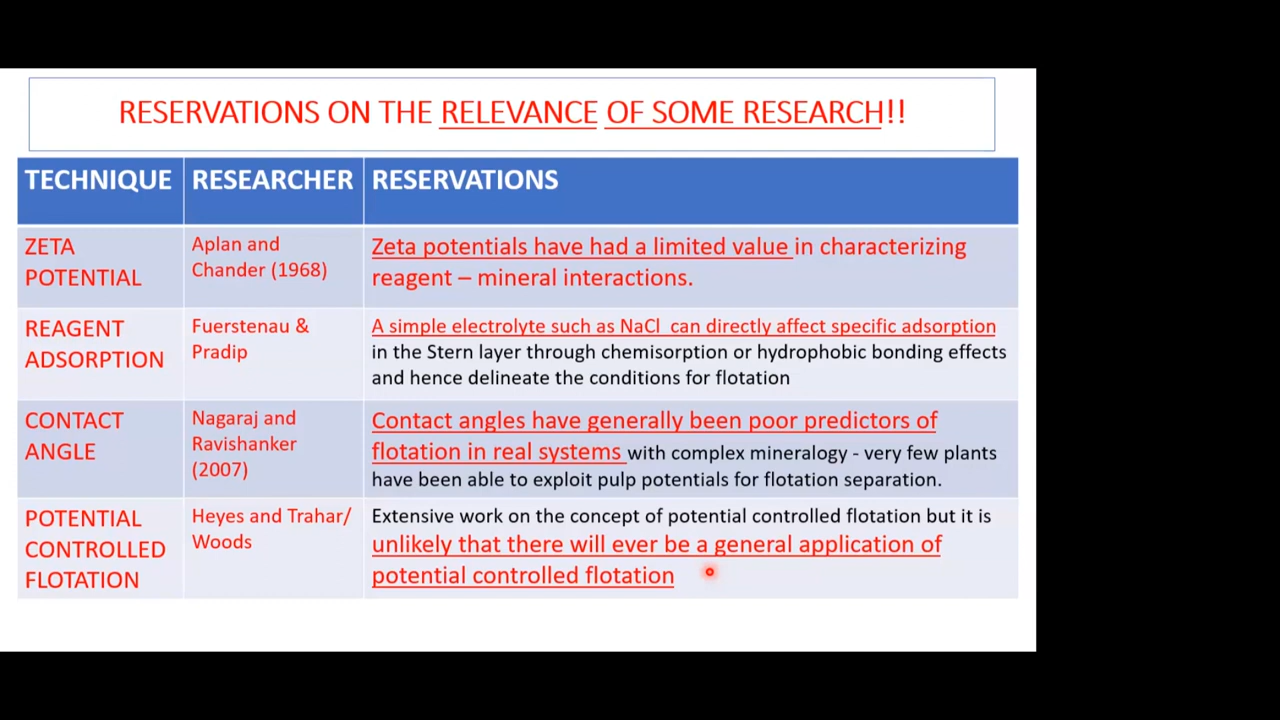 RESERVATIONS ON THE RELEVANCE OF SOME RESEARCH!!
TECHNIQUE RESEARCHER RESERVATIONS
ZETA
POTENTIAL
Aplan and
Chander (1968)
Zeta potentials have had a limited value in characterizing
reagent – mineral interactions.
REAGENT
ADSORPTION
Fuerstenau &
Pradip
A simple electrolyte such as NaCl can directly affect specific adsorption
in the Stern layer through chemisorption or hydrophobic bonding effects
and hence delineate the conditions for flotation
CONTACT
ANGLE
Nagaraj and
Ravishanker
(2007)
Contact angles have generally been poor predictors of
flotation in real systems with complex mineralogy - very few plants
have been able to exploit pulp potentials for flotation separation.
POTENTIAL
CONTROLLED
FLOTATION
Heyes and Trahar/
Woods
Extensive work on the concept of potential controlled flotation but it is
unlikely that there will ever be a general application of
potential controlled flotation